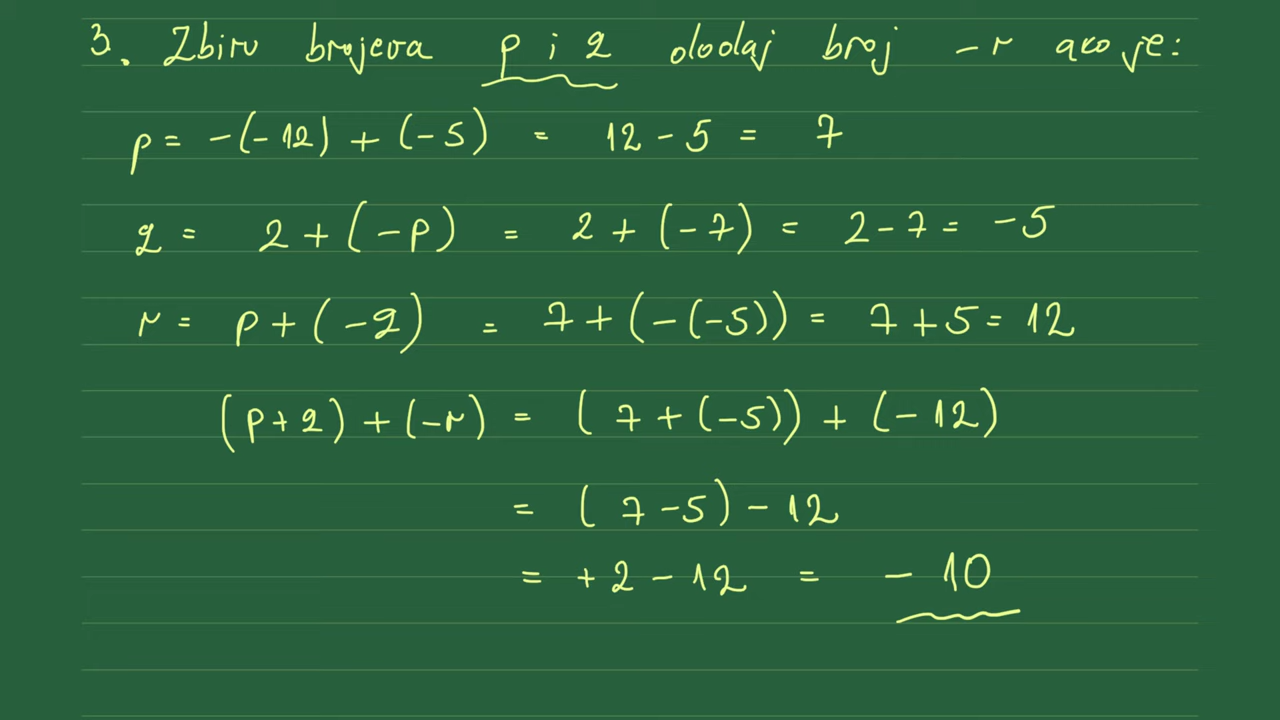 3. Zbiru brojeva p i q dodaj broj -r ako je:
p = -(-12) + (-5) = 12 - 5 = 7
q = 2 + (-p) = 2 + (-7) = 2 - 7 = -5
r = p + (-q) = 7 + (-(-5)) = 7 + 5 = 12
(p+q) + (-r) = (7 + (-5)) + (-12)
= (7 - 5) - 12
= +2 - 12 = -10